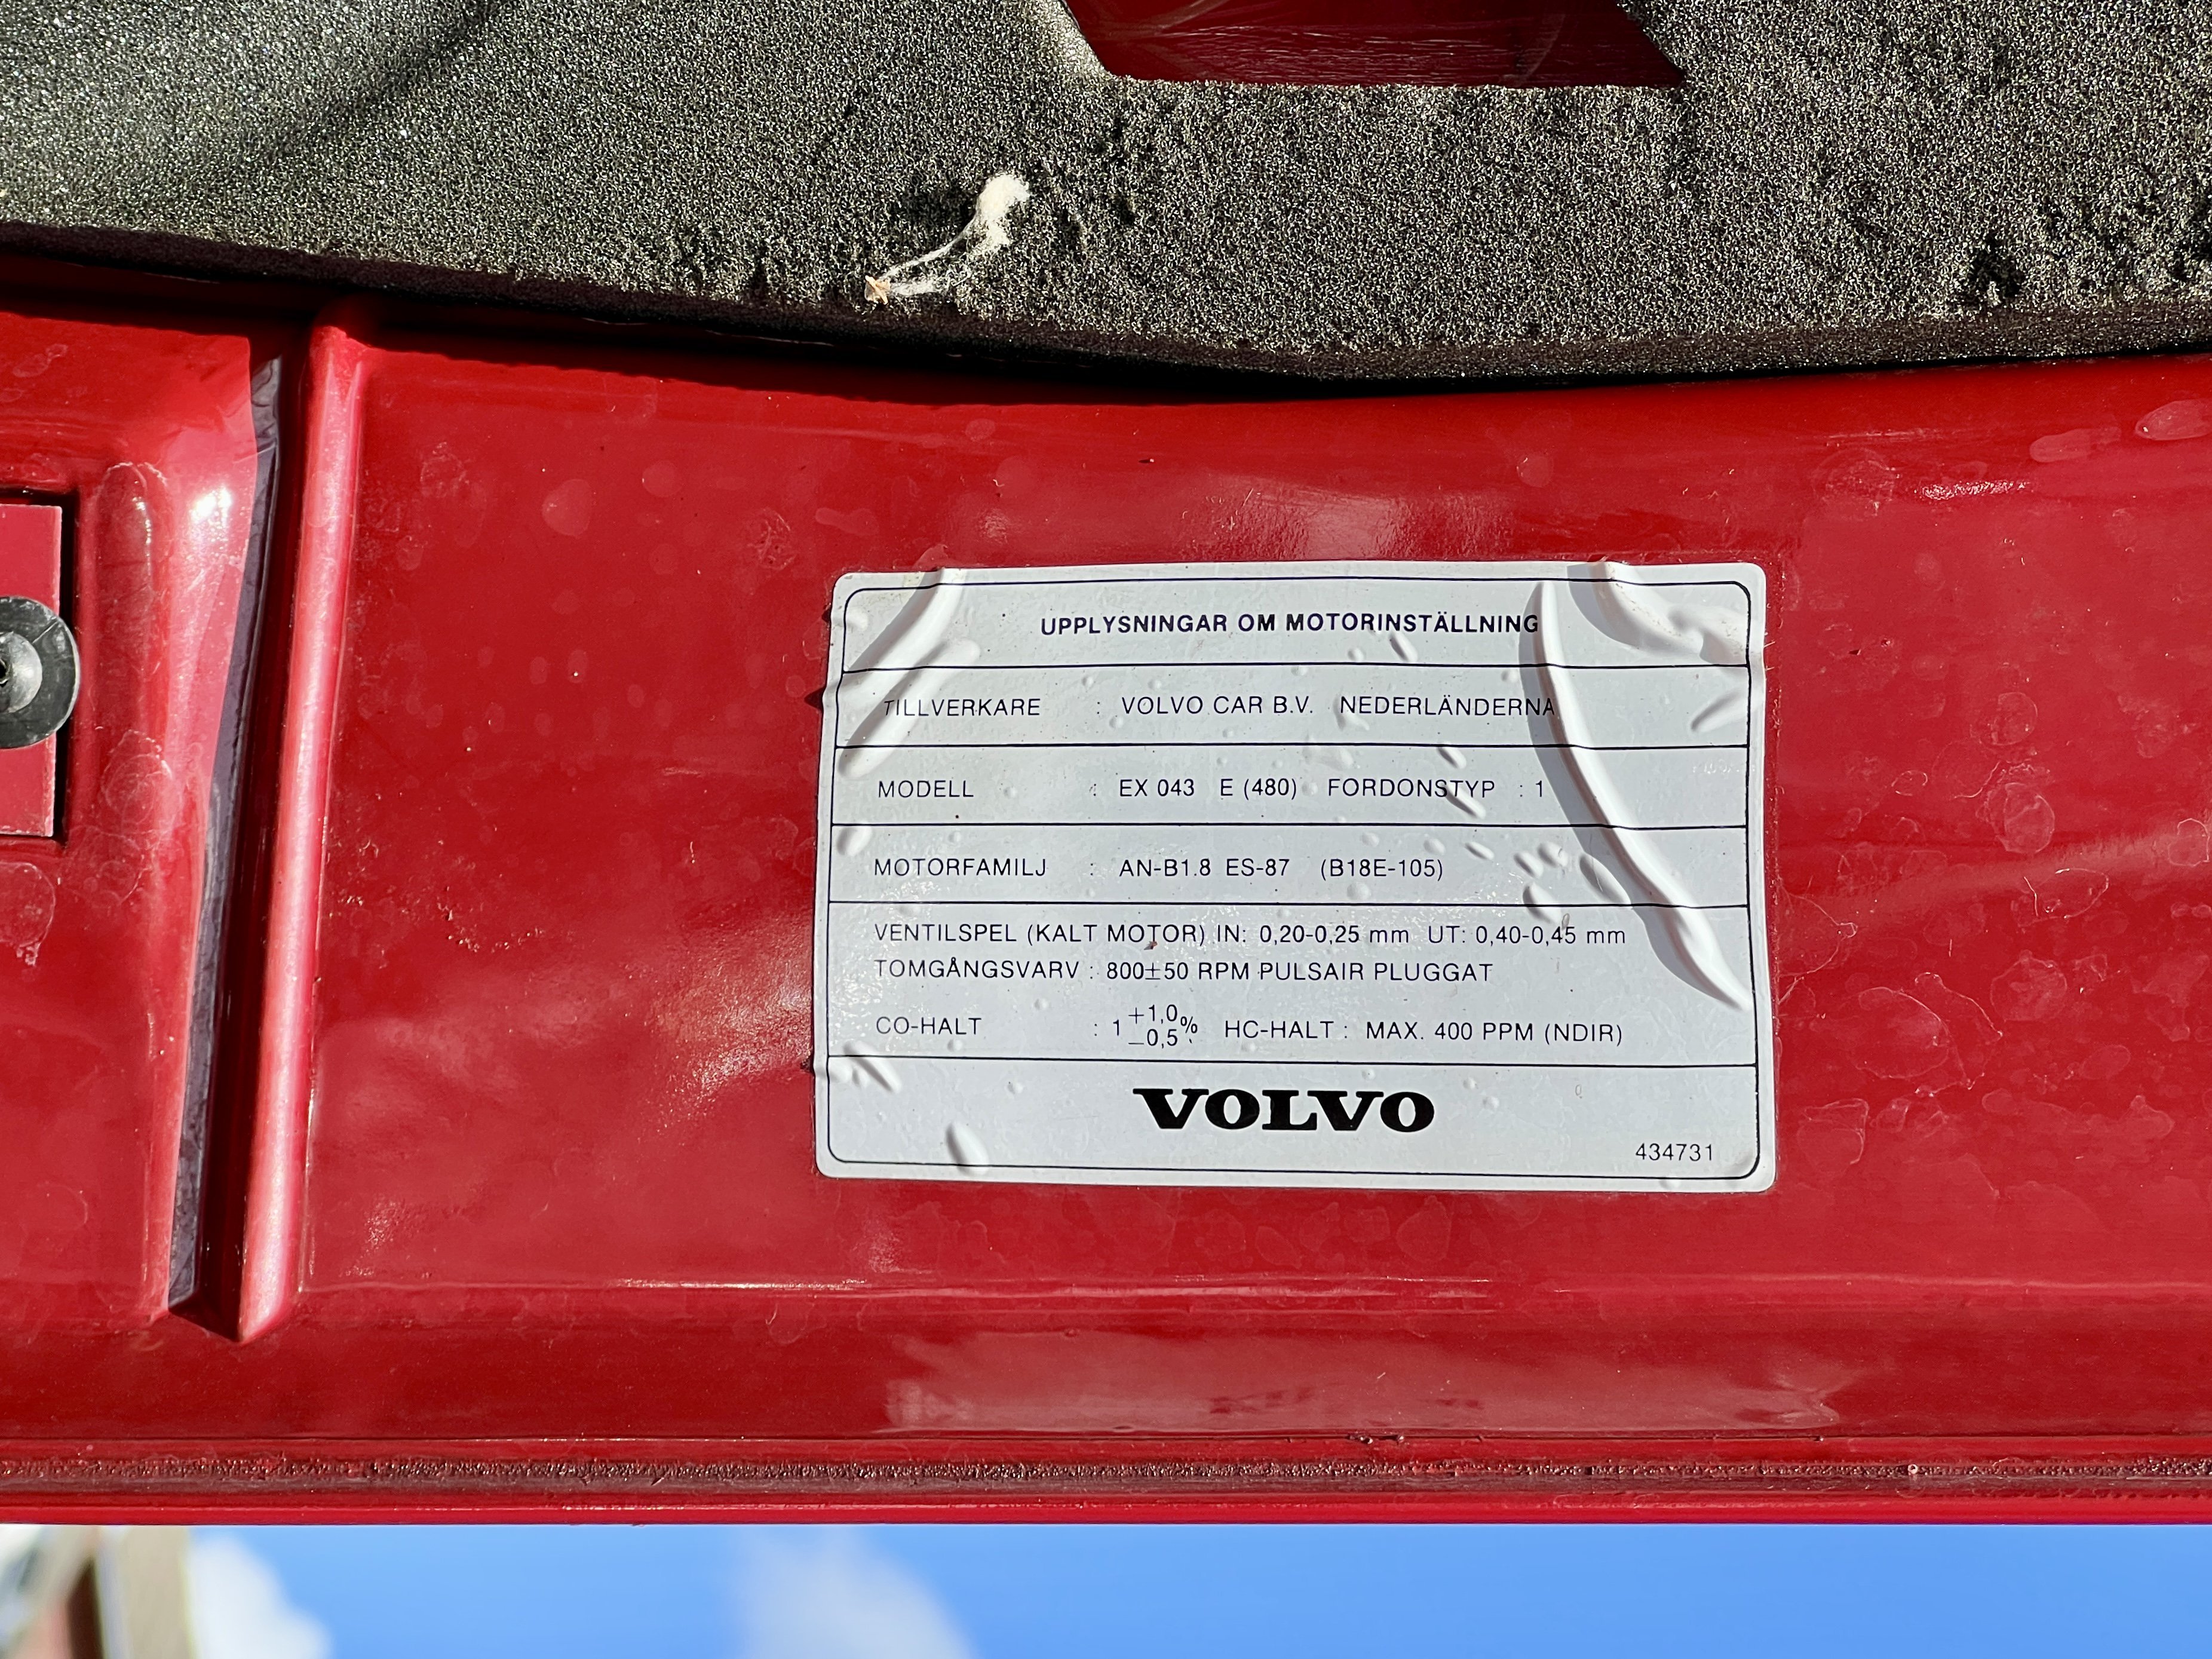 UPPLYSNINGAR OM MOTORINSTÄLLNING
TILLVERKARE : VOLVO CAR B.V. NEDERLÄNDERNA
MODELL : EX 043 E (480) FORDONSTYP : 1
MOTORFAMILJ : AN-B1.8 ES-87 (B18E-105)
VENTILSPEL (KALT MOTOR) IN: 0,20-0,25 mm UT: 0,40-0,45 mm
TOMGÅNGSVARV : 800±50 RPM PULSAIR PLUGGAT
CO-HALT : 1 +1,0 −0,5 % HC-HALT : MAX. 400 PPM (NDIR)
VOLVO
434731